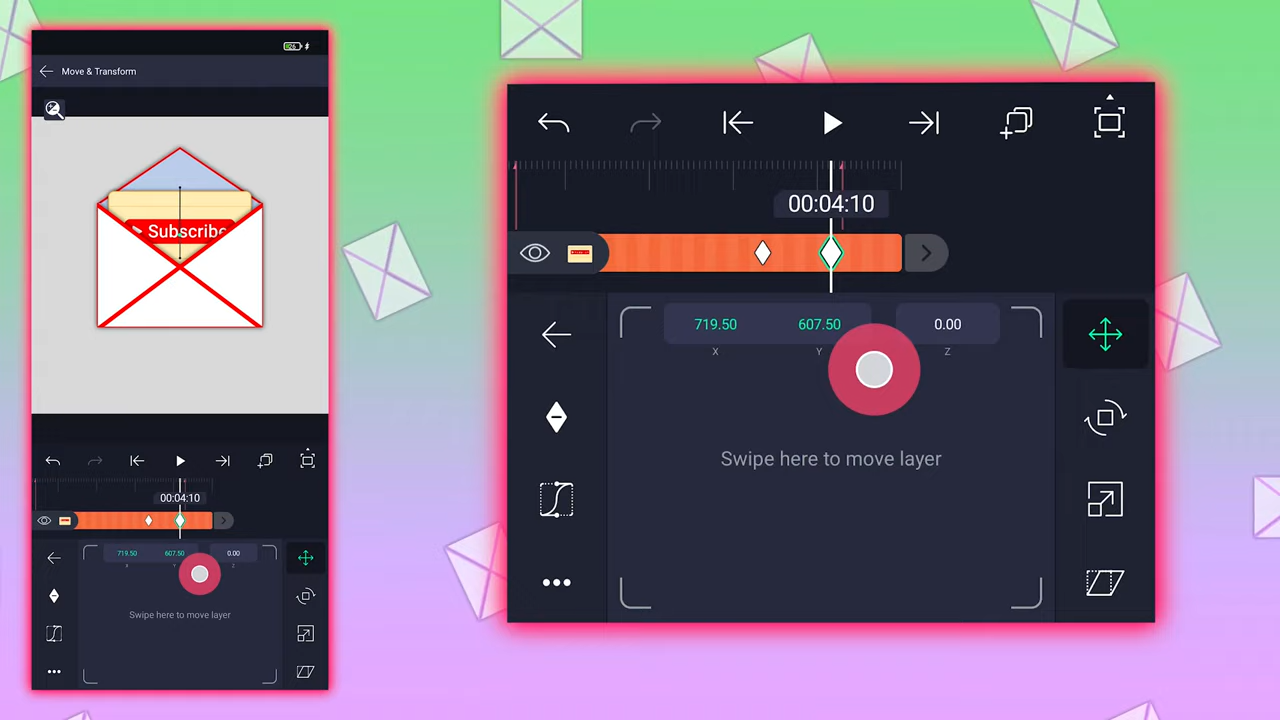 Move & Transform
Subscribe
00:04:10
719.50 607.50 0.00
X Y Z
Swipe here to move layer
00:04:10
719.50 607.50 0.00
X Y Z
Swipe here to move layer